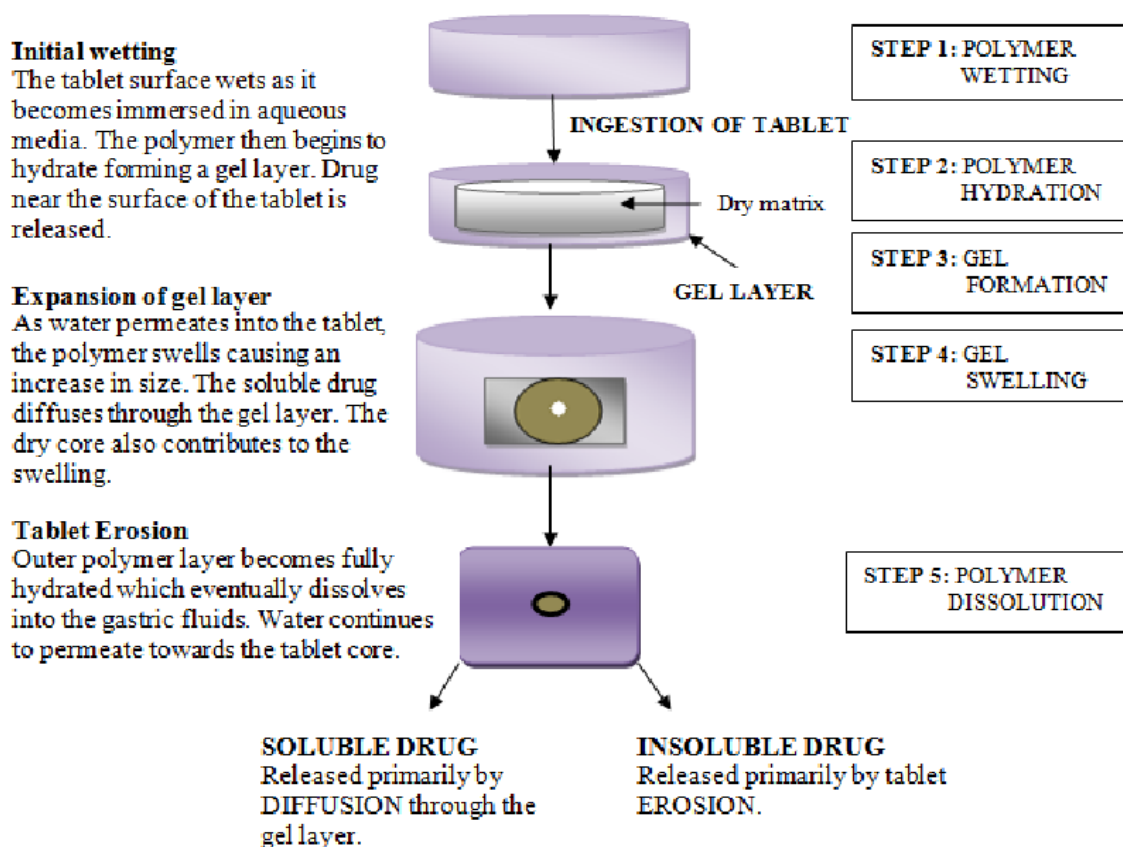 Initial wetting
The tablet surface wets as it
becomes immersed in aqueous
media. The polymer then begins to
hydrate forming a gel layer. Drug
near the surface of the tablet is
released.
STEP 1: POLYMER
WETTING
INGESTION OF TABLET
STEP 2: POLYMER
HYDRATION
Dry matrix
GEL LAYER
STEP 3: GEL
FORMATION
Expansion of gel layer
As water permeates into the tablet,
the polymer swells causing an
increase in size. The soluble drug
diffuses through the gel layer. The
dry core also contributes to the
swelling.
STEP 4: GEL
SWELLING
Tablet Erosion
Outer polymer layer becomes fully
hydrated which eventually dissolves
into the gastric fluids. Water continues
to permeate towards the tablet core.
STEP 5: POLYMER
DISSOLUTION
SOLUBLE DRUG
Released primarily by
DIFFUSION through the
gel layer.
INSOLUBLE DRUG
Released primarily by tablet
EROSION.